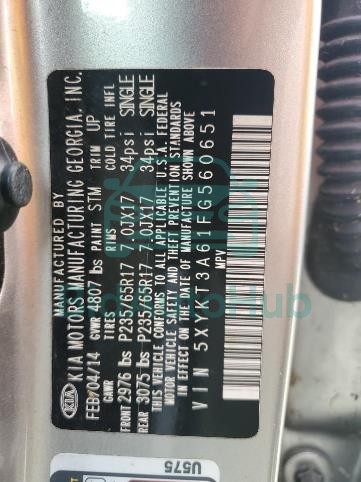 MANUFACTURED BY
KIA MOTORS MANUFACTURING GEORGIA, INC.
FEB/04/14 GVWR 4807 lbs PAINT STM TRIM UP
TIRES RIMS COLD TIRE INFL
FRONT 2976 lbs P235/65R17 7.0JX17 34psi SINGLE
REAR 3075 lbs P235/65R17 7.0JX17 34psi SINGLE
THIS VEHICLE CONFORMS TO ALL APPLICABLE U.S.A. FEDERAL
MOTOR VEHICLE SAFETY AND THEFT PREVENTION STANDARDS
IN EFFECT ON THE DATE OF MANUFACTURE SHOWN ABOVE
VIN 5XYKT3A61FG560651
MPV
KIA
U575